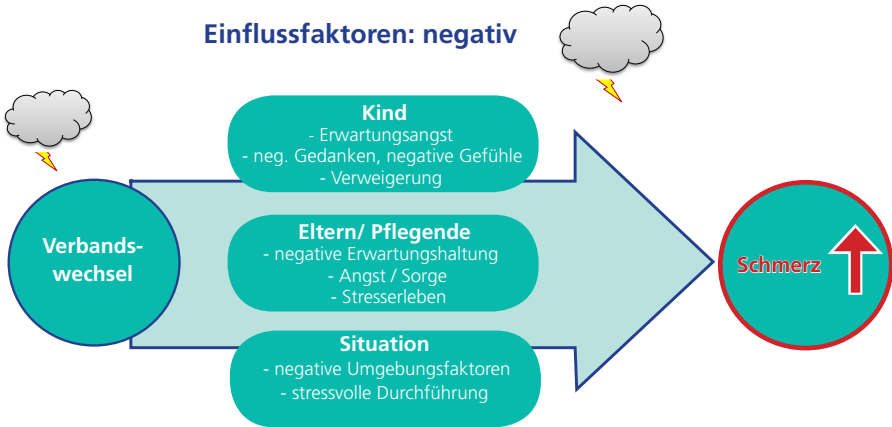 Einflussfaktoren: negativ
Kind
- Erwartungsangst
- neg. Gedanken, negative Gefühle
- Verweigerung
Verbands-
wechsel
Eltern/ Pflegende
- negative Erwartungshaltung
- Angst / Sorge
- Stresserleben
Schmerz
Situation
- negative Umgebungsfaktoren
- stressvolle Durchführung